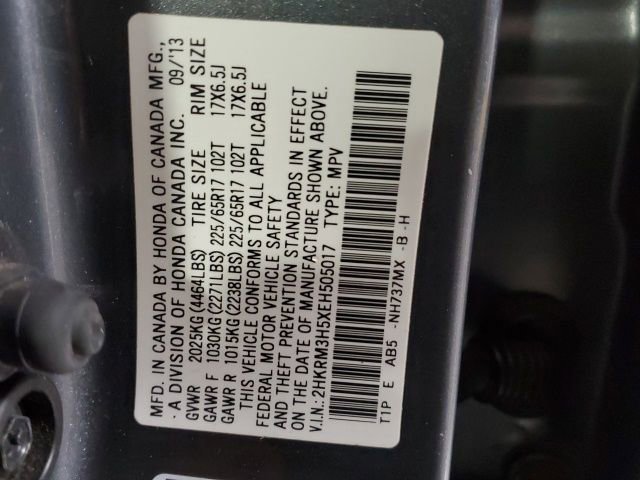 MFD. IN CANADA BY HONDA OF CANADA MFG.,
· A DIVISION OF HONDA CANADA INC. 09/'13
GVWR 2025KG(4464LBS) TIRE SIZE RIM SIZE
GAWR F 1030KG(2271LBS)225/65R17 102T 17X6.5J
GAWR R 1015KG(2238LBS)225/65R17 102T 17X6.5J
THIS VEHICLE CONFORMS TO ALL APPLICABLE
FEDERAL MOTOR VEHICLE SAFETY
AND THEFT PREVENTION STANDARDS IN EFFECT
ON THE DATE OF MANUFACTURE SHOWN ABOVE.
V.I.N.: 2HKRM3H5XEH505017 TYPE: MPV
T1P E AB5 -NH737MX -B -H